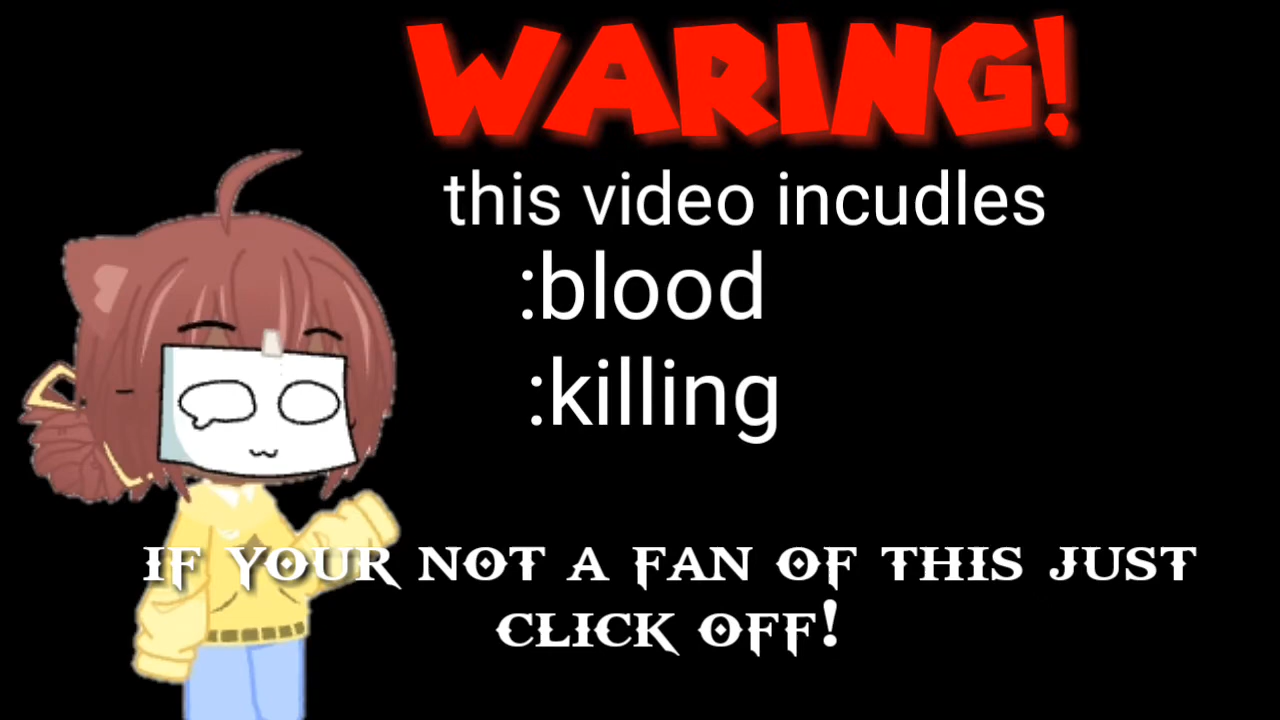 WARING!
this video incudles
:blood
:killing
IF YOUR NOT A FAN OF THIS JUST
CLICK OFF!